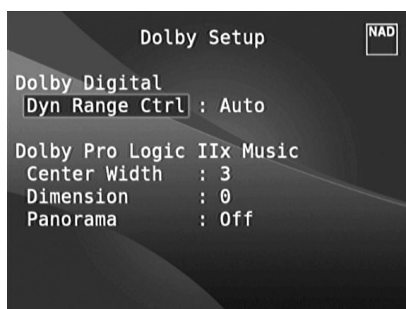 Dolby Setup
NAD
Dolby Digital
Dyn Range Ctrl : Auto
Dolby Pro Logic IIx Music
Center Width : 3
Dimension : 0
Panorama : Off